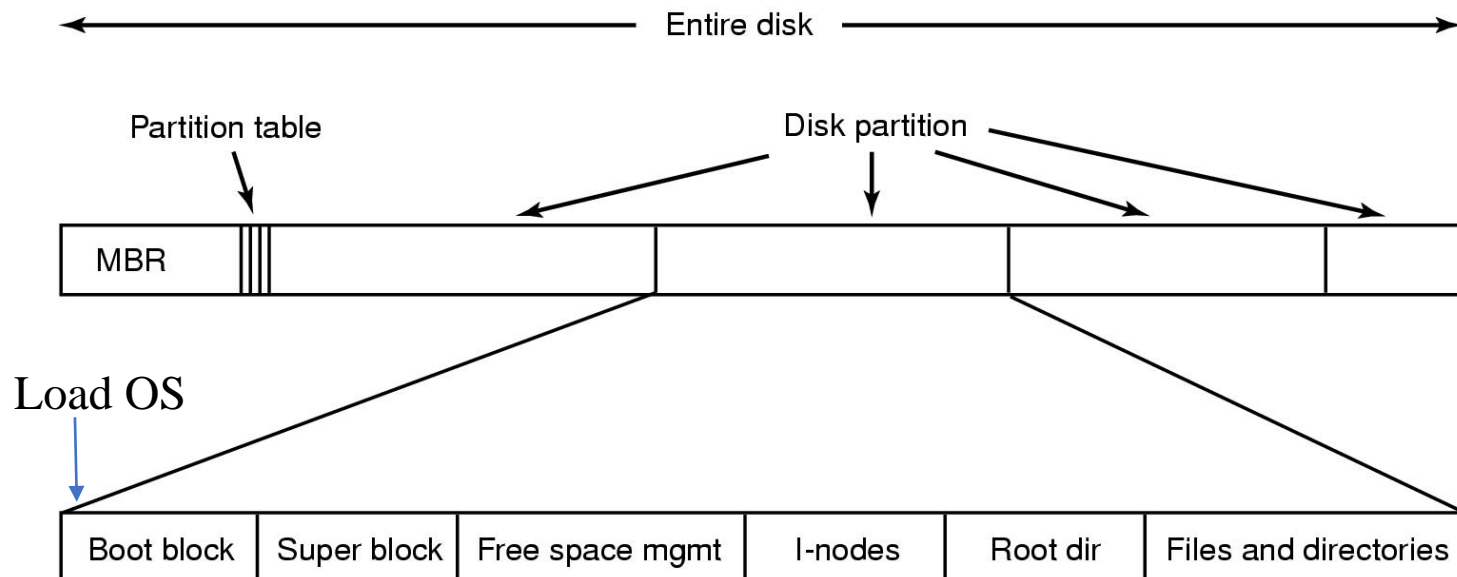 Entire disk
Partition table
Disk partition
MBR
Load OS
Boot block
Super block
Free space mgmt
I-nodes
Root dir
Files and directories